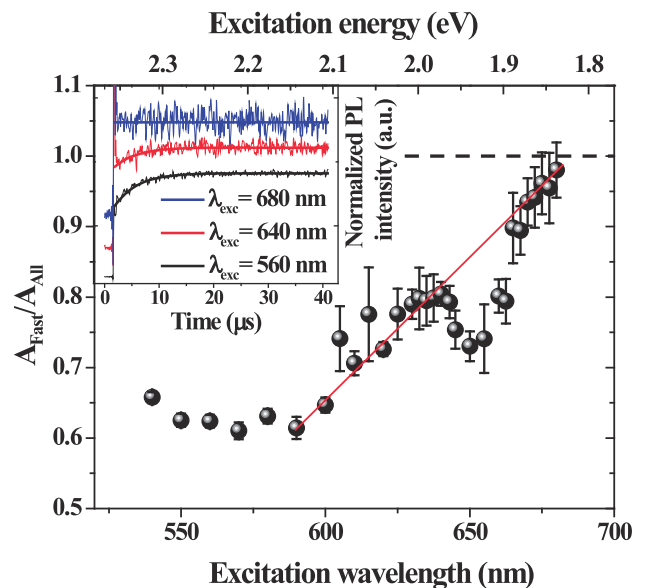 Excitation energy (eV)
2.3 2.2 2.1 2.0 1.9 1.8
1.1
1.0
0.9
0.8
0.7
0.6
0.5
A_Fast/A_All
Normalized PL
intensity (a.u.)
λ_exc = 680 nm
λ_exc = 640 nm
λ_exc = 560 nm
0 10 20 30 40
Time (μs)
550 600 650 700
Excitation wavelength (nm)